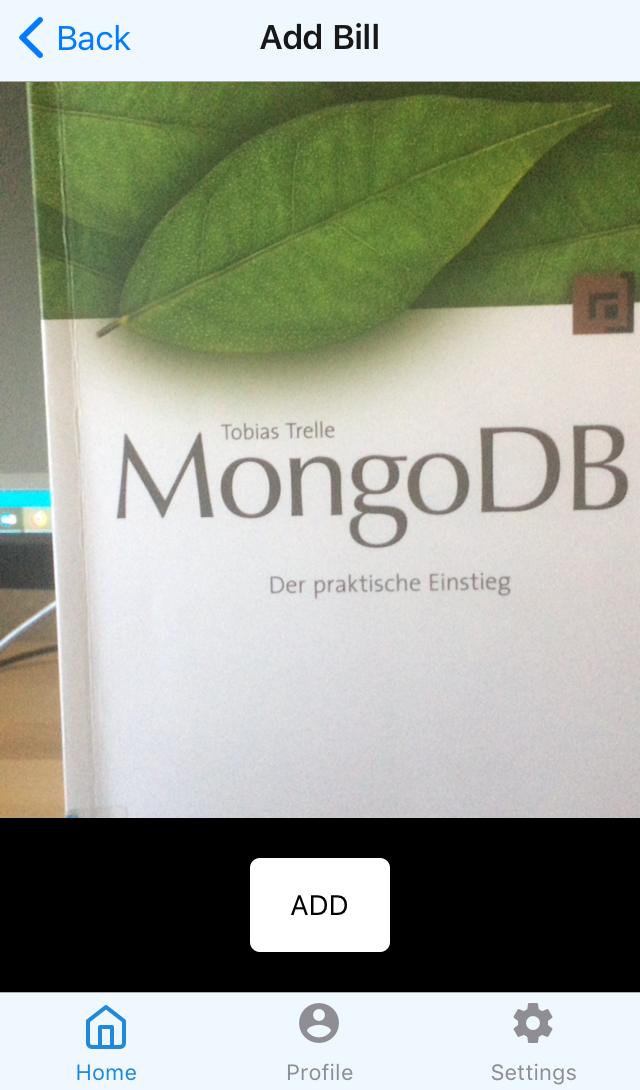 Back
Add Bill
Tobias Trelle
MongoDB
Der praktische Einstieg
ADD
Home
Profile
Settings